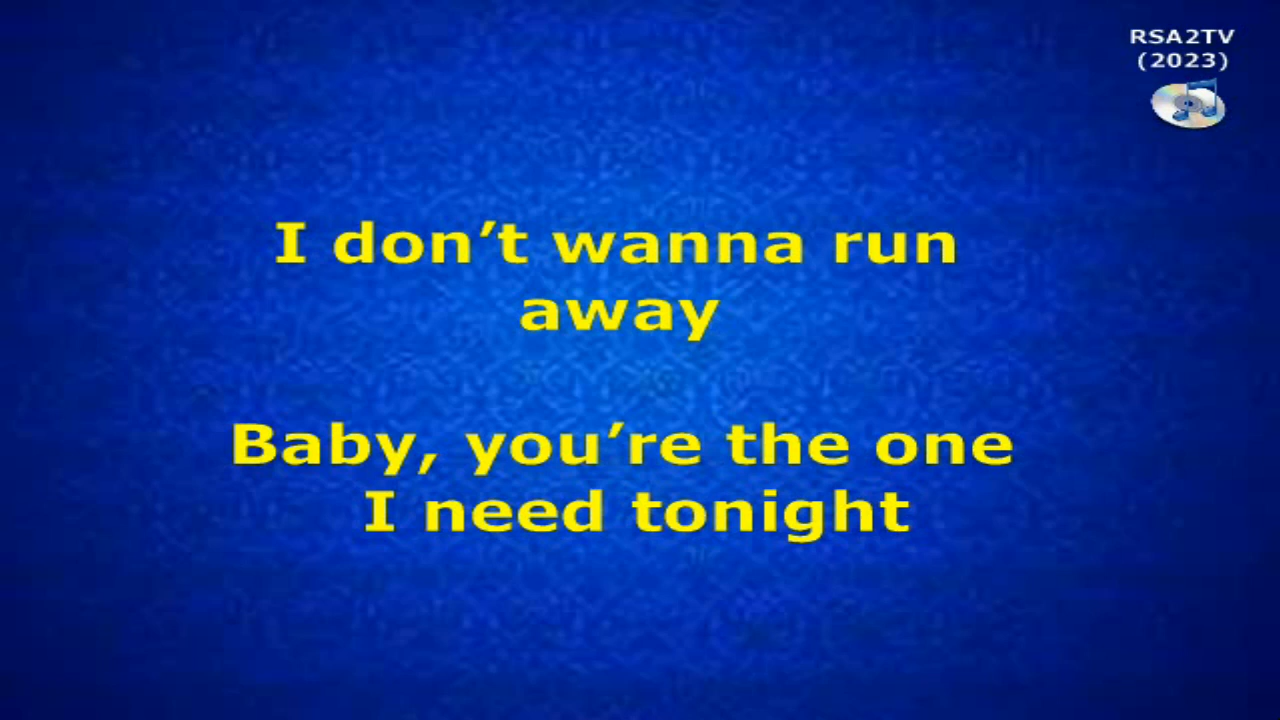 RSA2TV
(2023)
I don’t wanna run
away
Baby, you’re the one
I need tonight